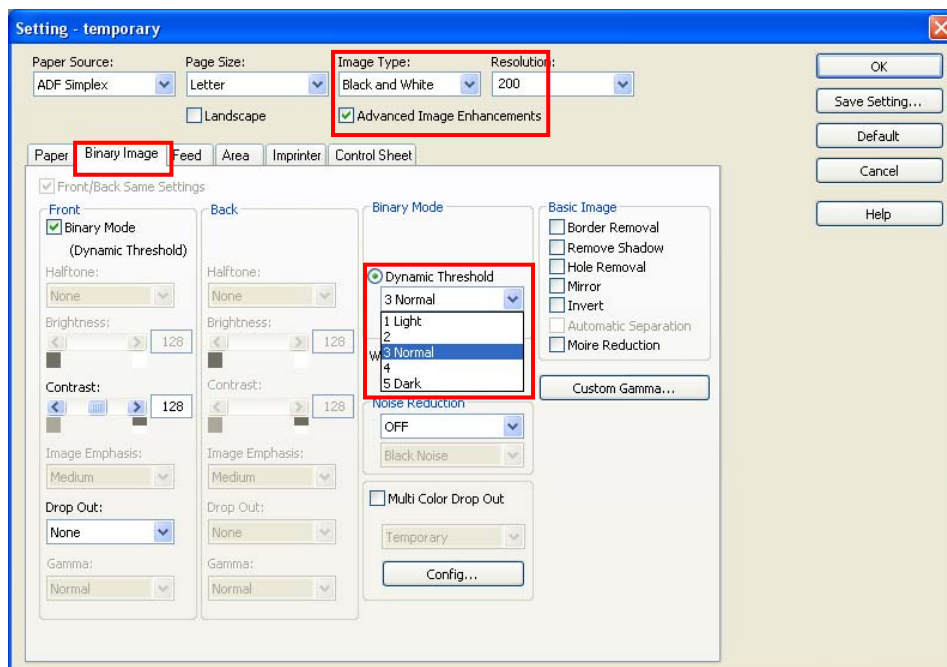 Setting - temporary
Paper Source: Page Size: Image Type: Resolution:
ADF Simplex Letter Black and White 200
Landscape Advanced Image Enhancements
OK
Save Setting...
Default
Cancel
Help
Paper Binary Image Feed Area Imprinter Control Sheet
Front/Back Same Settings
Front
Binary Mode
(Dynamic Threshold)
Halftone:
None
Brightness:
128
Contrast:
128
Image Emphasis:
Medium
Drop Out:
None
Gamma:
Normal
Back
Halftone:
None
Brightness:
128
Contrast:
128
Image Emphasis:
Medium
Drop Out:
None
Gamma:
Normal
Binary Mode
Dynamic Threshold
3 Normal
1 Light
2
3 Normal
4
5 Dark
W
Noise Reduction
OFF
Black Noise
Multi Color Drop Out
Temporary
Config...
Basic Image
Border Removal
Remove Shadow
Hole Removal
Mirror
Invert
Automatic Separation
Moire Reduction
Custom Gamma...